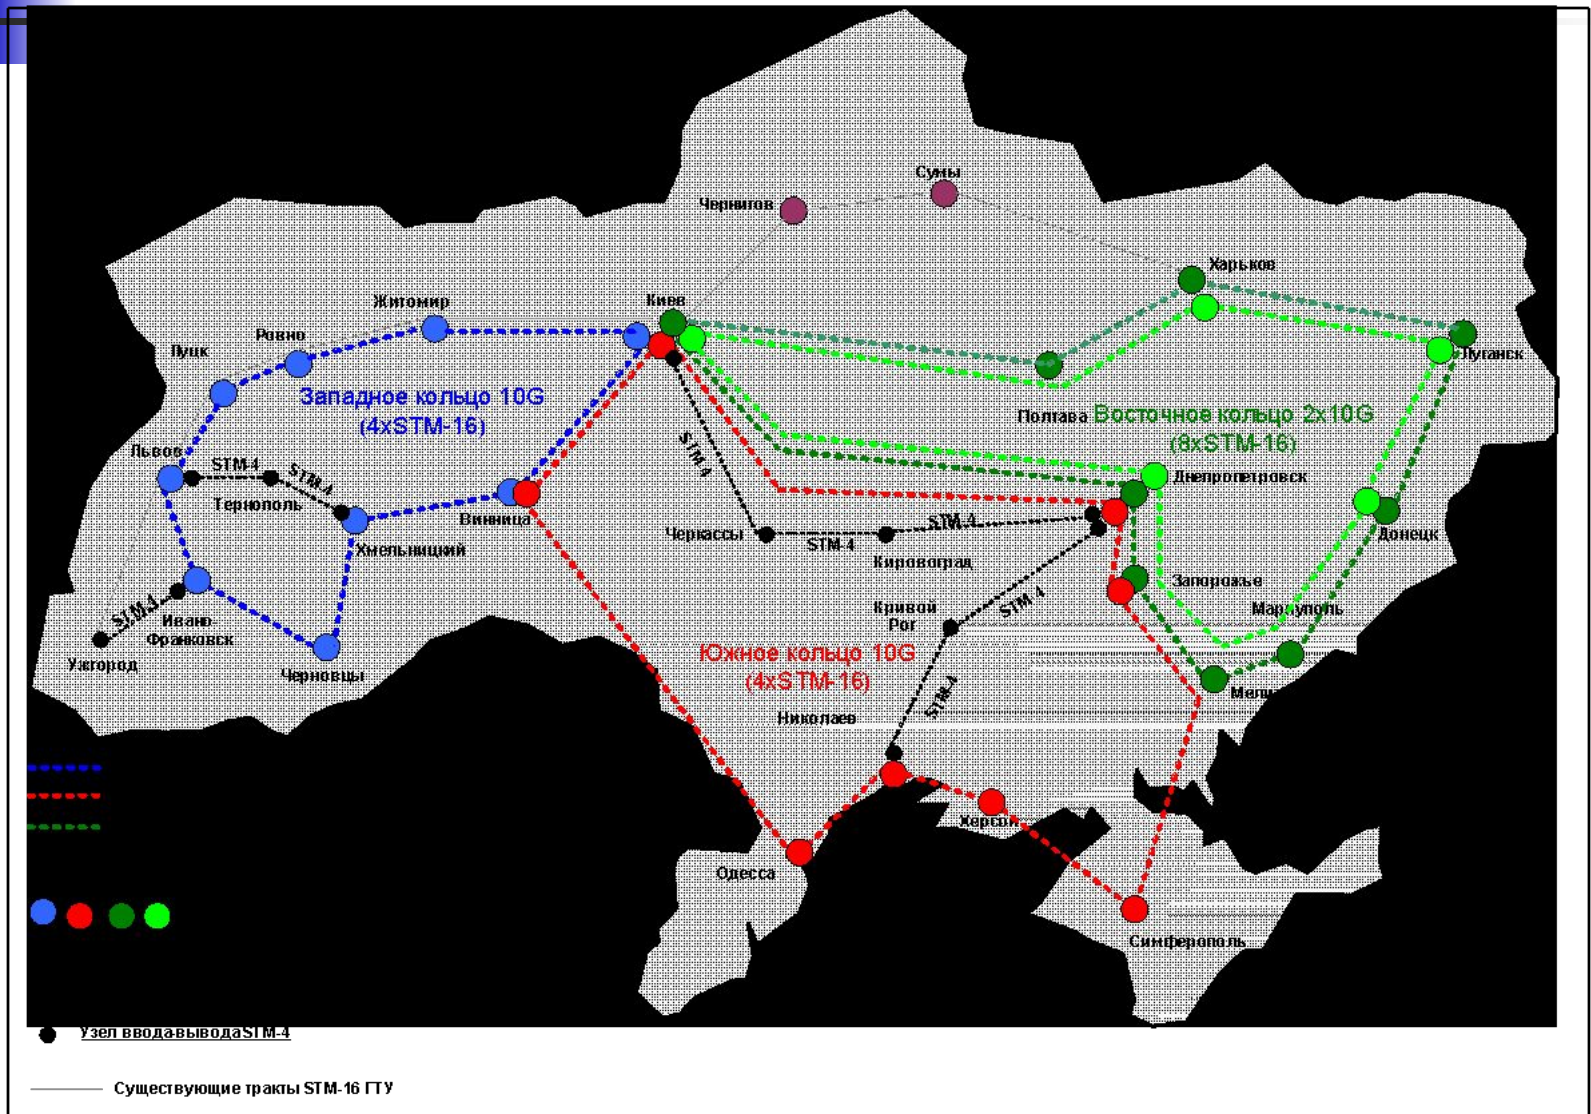 Сумы
Чернигов
Харьков
Киев
Житомир
Ровно
Луцк
Луганск
Западное кольцо 10G
(4xSTM-16)
Полтава
Восточное кольцо 2x10G
(8xSTM-16)
Львов
STM-4
STM-4
STM-4
Тернополь
Днепропетровск
Винница
Черкассы
STM-4
STM-4
Донецк
Хмельницкий
Кировоград
Запорожье
STM-4
STM-4
Кривой
Рог
Мариуполь
Ивано-
Франковск
Ужгород
Черновцы
Южное кольцо 10G
(4xSTM-16)
STM-4
Мели
Николаев
Херсон
Одесса
Симферополь
Узел ввода-вывода STM-4
Существующие тракты STM-16 ГТУ